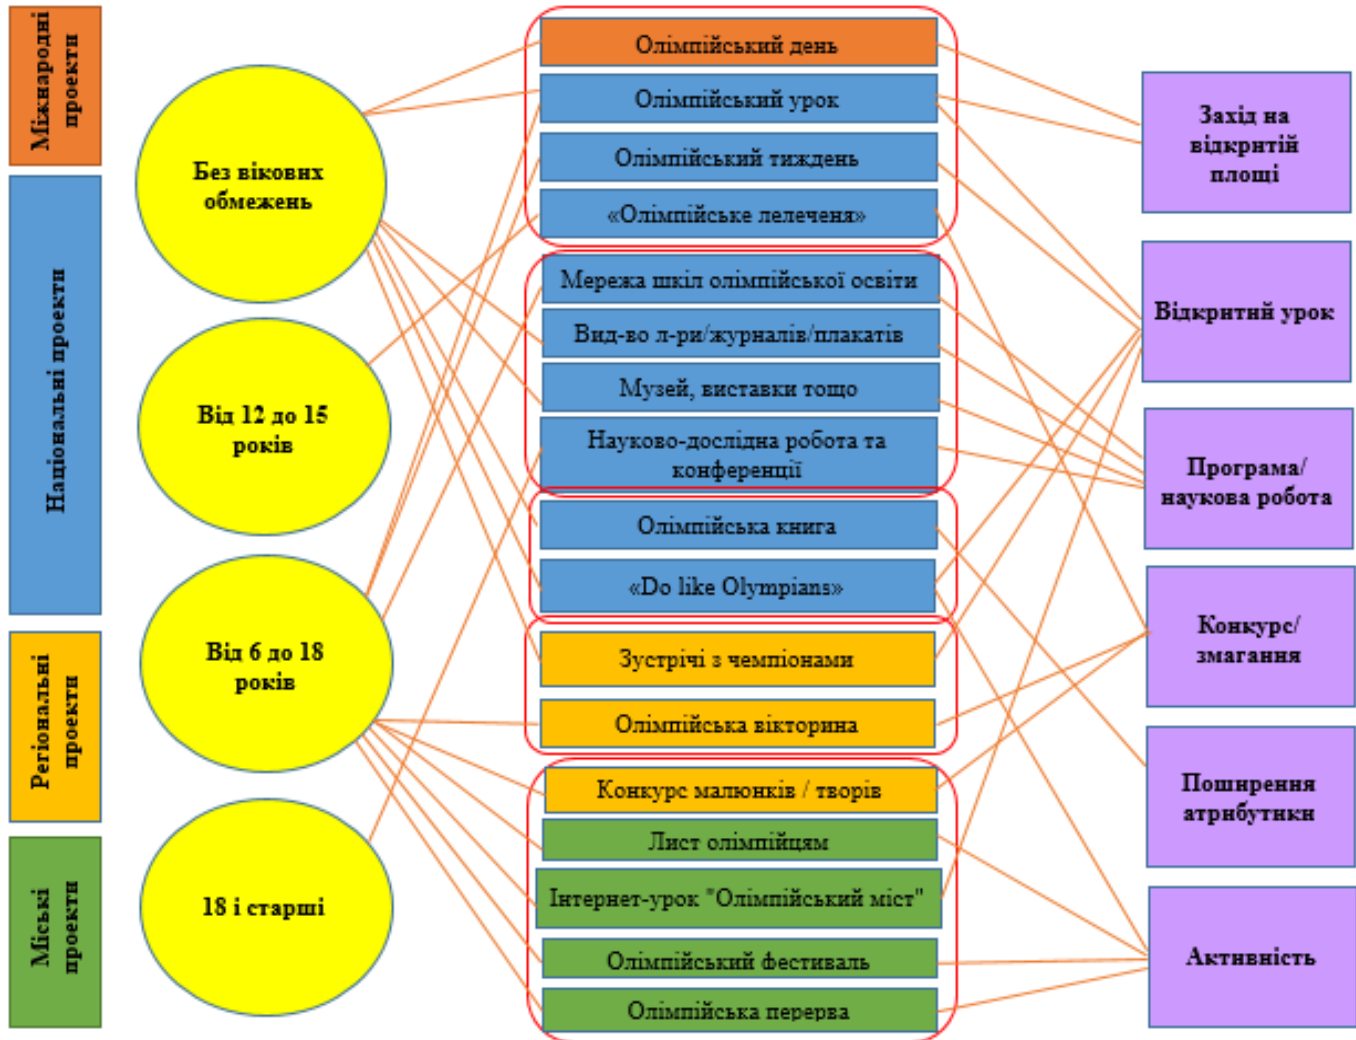 Міжнародні
проекти
Національні проекти
Регіональні
проекти
Міські
проекти
Без вікових
обмежень
Від 12 до 15
років
Від 6 до 18
років
18 і старші
Олімпійський день
Олімпійський урок
Олімпійський тиждень
«Олімпійське лелеченя»
Мережа шкіл олімпійської освіти
Вид-во л-ри/журналів/плакатів
Музей, виставки тощо
Науково-дослідна робота та
конференції
Олімпійська книга
«Do like Olympians»
Зустрічі з чемпіонами
Олімпійська вікторина
Конкурс малюнків / творів
Лист олімпійцям
Інтернет-урок "Олімпійський міст"
Олімпійський фестиваль
Олімпійська перерва
Захід на
відкритій
площі
Відкритий урок
Програма/
наукова робота
Конкурс/
змагання
Поширення
атрибутики
Активність